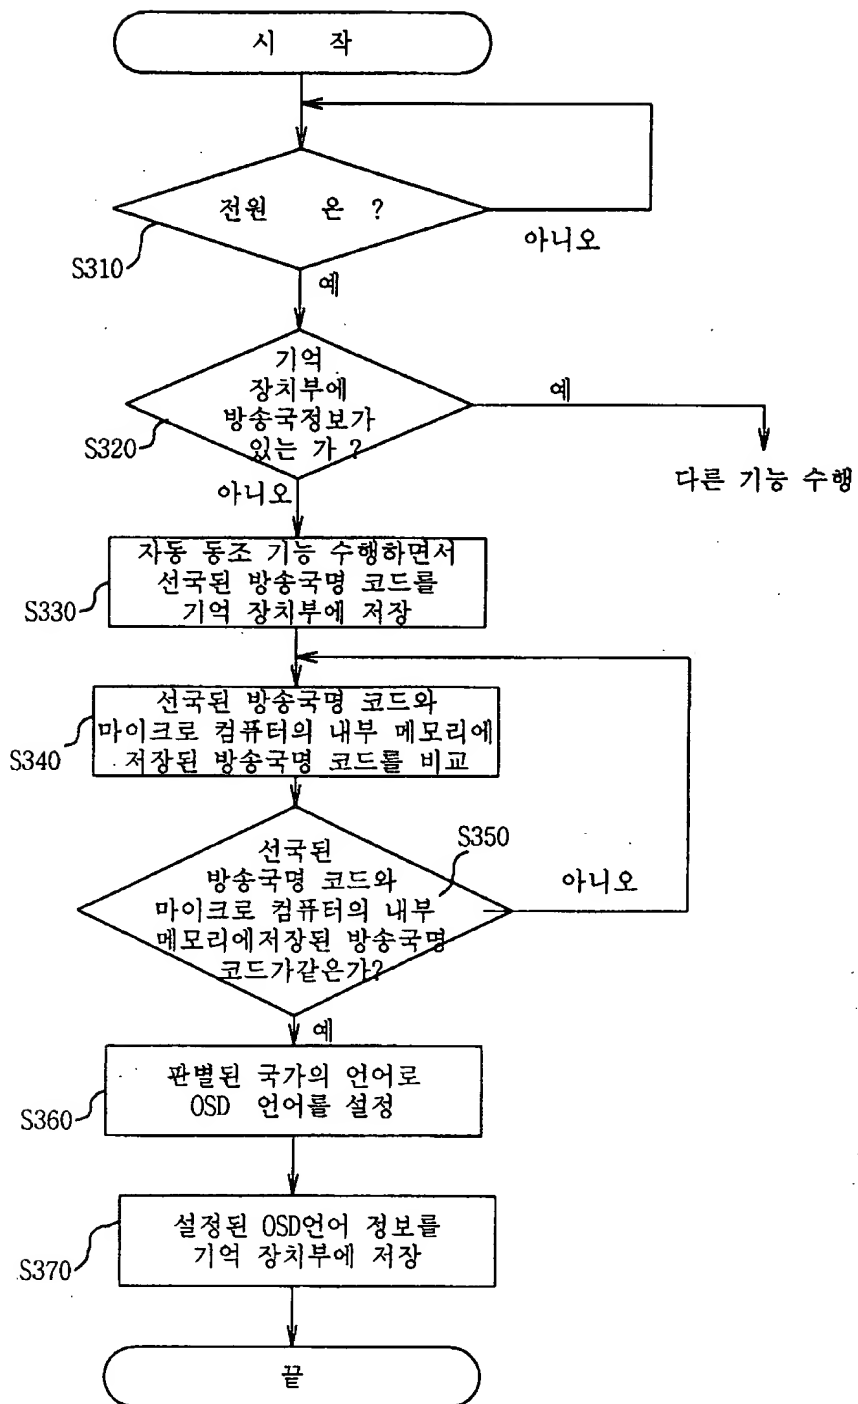 시 작
전원 온 ?
아니오
S310
예
기억
장치부에
방송국정보가
있는 가 ?
예
S320
아니오
다른 기능 수행
자동 동조 기능 수행하면서
선국된 방송국명 코드를
기억 장치부에 저장
S330
선국된 방송국명 코드와
마이크로 컴퓨터의 내부 메모리에
저장된 방송국명 코드를 비교
S340
S350
선국된
방송국명 코드와
마이크로 컴퓨터의 내부
메모리에저장된 방송국명
코드가같은가?
아니오
예
판별된 국가의 언어로
OSD 언어를 설정
S360
설정된 OSD언어 정보를
기억 장치부에 저장
S370
끝